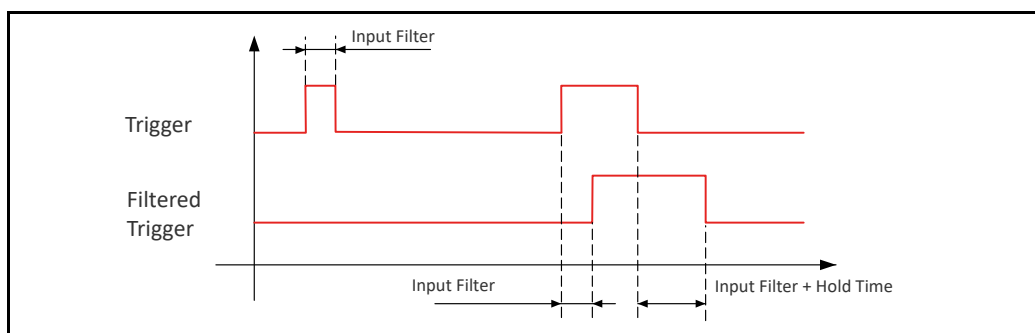 Input Filter
Trigger
Filtered
Trigger
Input Filter
Input Filter + Hold Time